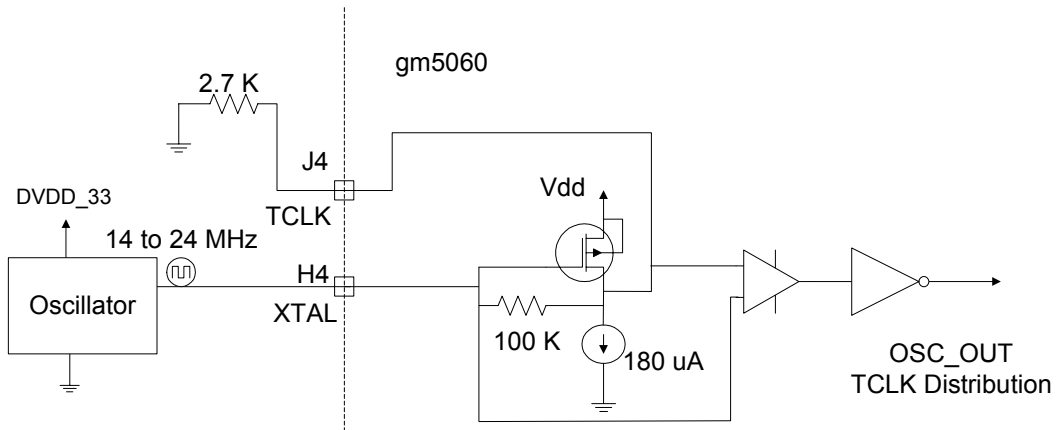 gm5060
2.7 K
J4
TCLK
DVDD_33
14 to 24 MHz
Oscillator
H4
XTAL
Vdd
100 K
180 uA
OSC_OUT
TCLK Distribution